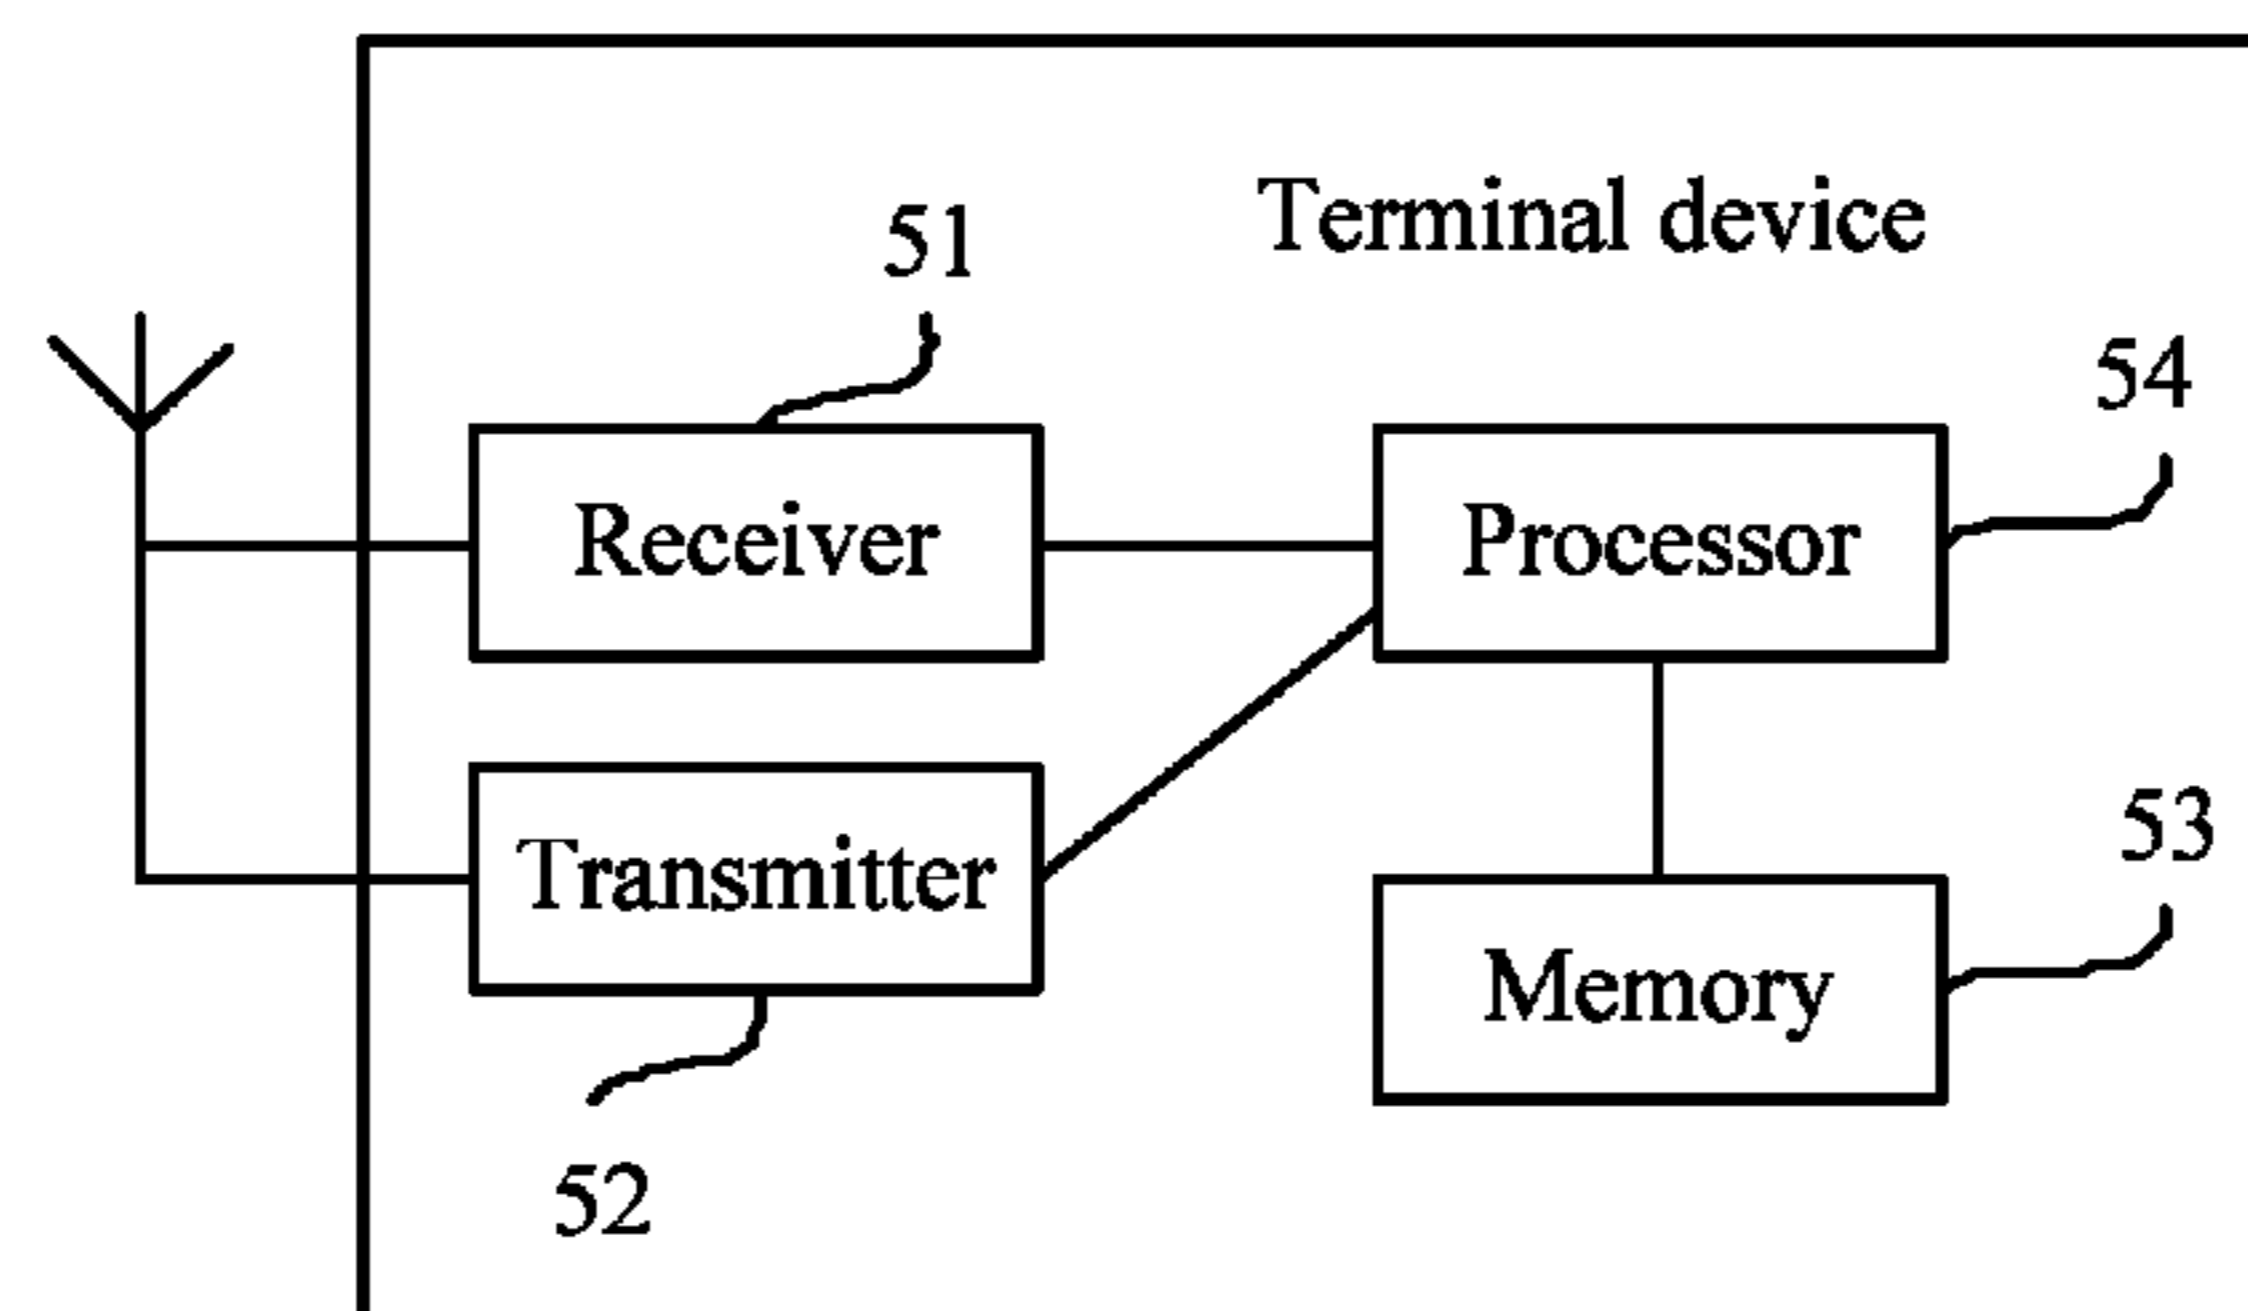 Terminal device
51
54
Receiver
Processor
53
Transmitter
Memory
52